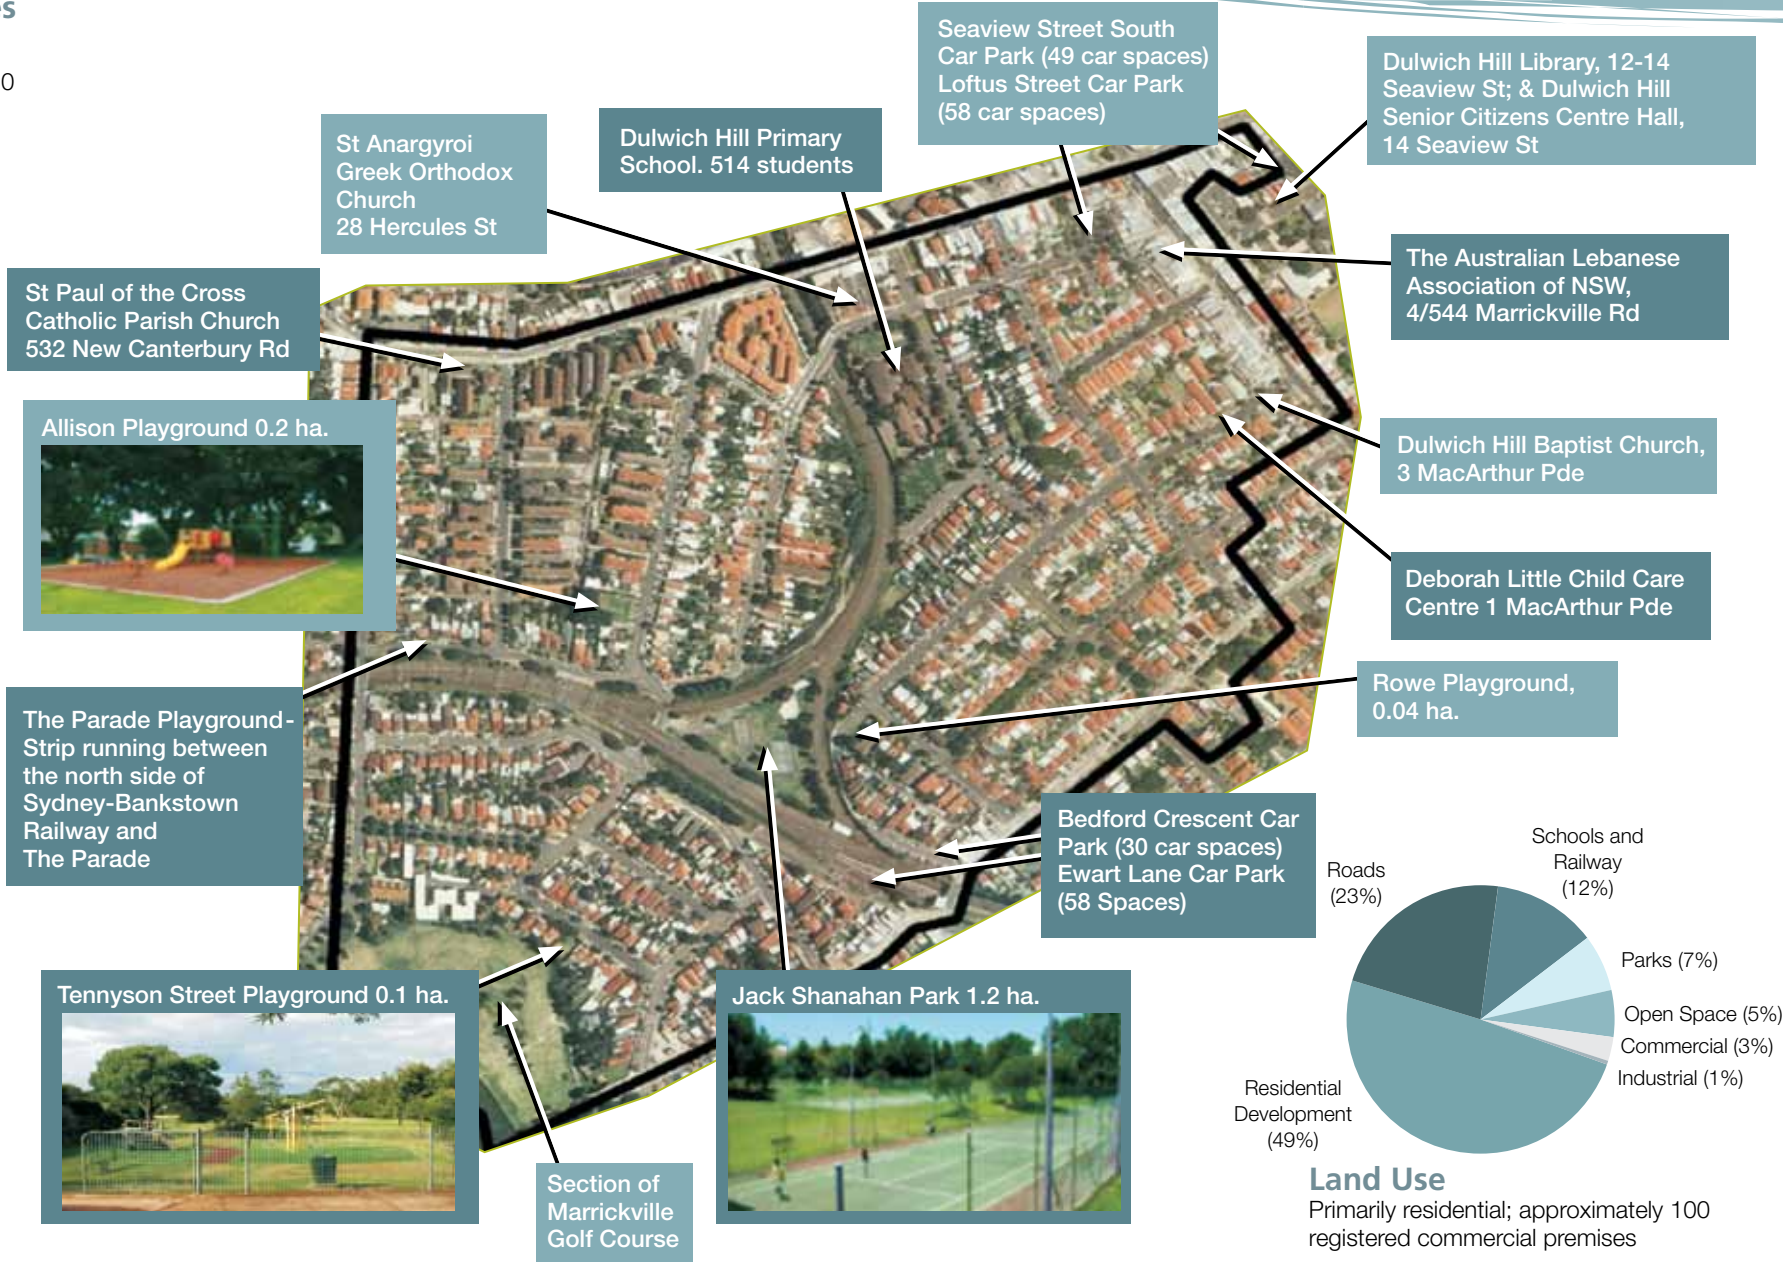 es
0
Seaview Street South
Car Park (49 car spaces)
Loftus Street Car Park
(58 car spaces)
Dulwich Hill Library, 12-14
Seaview St; & Dulwich Hill
Senior Citizens Centre Hall,
14 Seaview St
St Anargyroi
Greek Orthodox
Church
28 Hercules St
Dulwich Hill Primary
School. 514 students
The Australian Lebanese
Association of NSW,
4/544 Marrickville Rd
St Paul of the Cross
Catholic Parish Church
532 New Canterbury Rd
Allison Playground 0.2 ha.
Dulwich Hill Baptist Church,
3 MacArthur Pde
Deborah Little Child Care
Centre 1 MacArthur Pde
Rowe Playground,
0.04 ha.
The Parade Playground-
Strip running between
the north side of
Sydney-Bankstown
Railway and
The Parade
Bedford Crescent Car
Park (30 car spaces)
Ewart Lane Car Park
(58 Spaces)
Tennyson Street Playground 0.1 ha.
Jack Shanahan Park 1.2 ha.
Section of
Marrickville
Golf Course
Schools and
Railway
(12%)
Roads
(23%)
Parks (7%)
Open Space (5%)
Commercial (3%)
Industrial (1%)
Residential
Development
(49%)
Land Use
Primarily residential; approximately 100
registered commercial premises